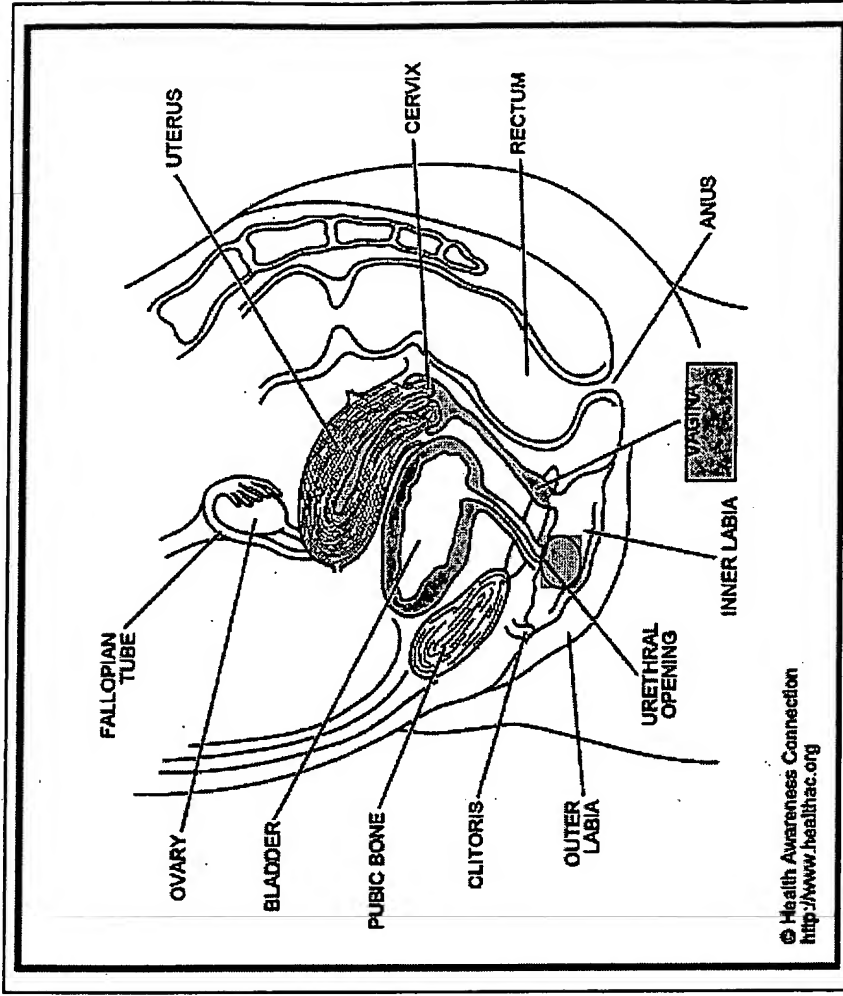 FALLOPIAN
TUBE
OVARY
BLADDER
PUBIC BONE
CLITORIS
OUTER
LABIA
UTERUS
CERVIX
RECTUM
ANUS
VAGINA
INNER LABIA
URETHRAL
OPENING
© Health Awareness Connection
http://www.healthac.org